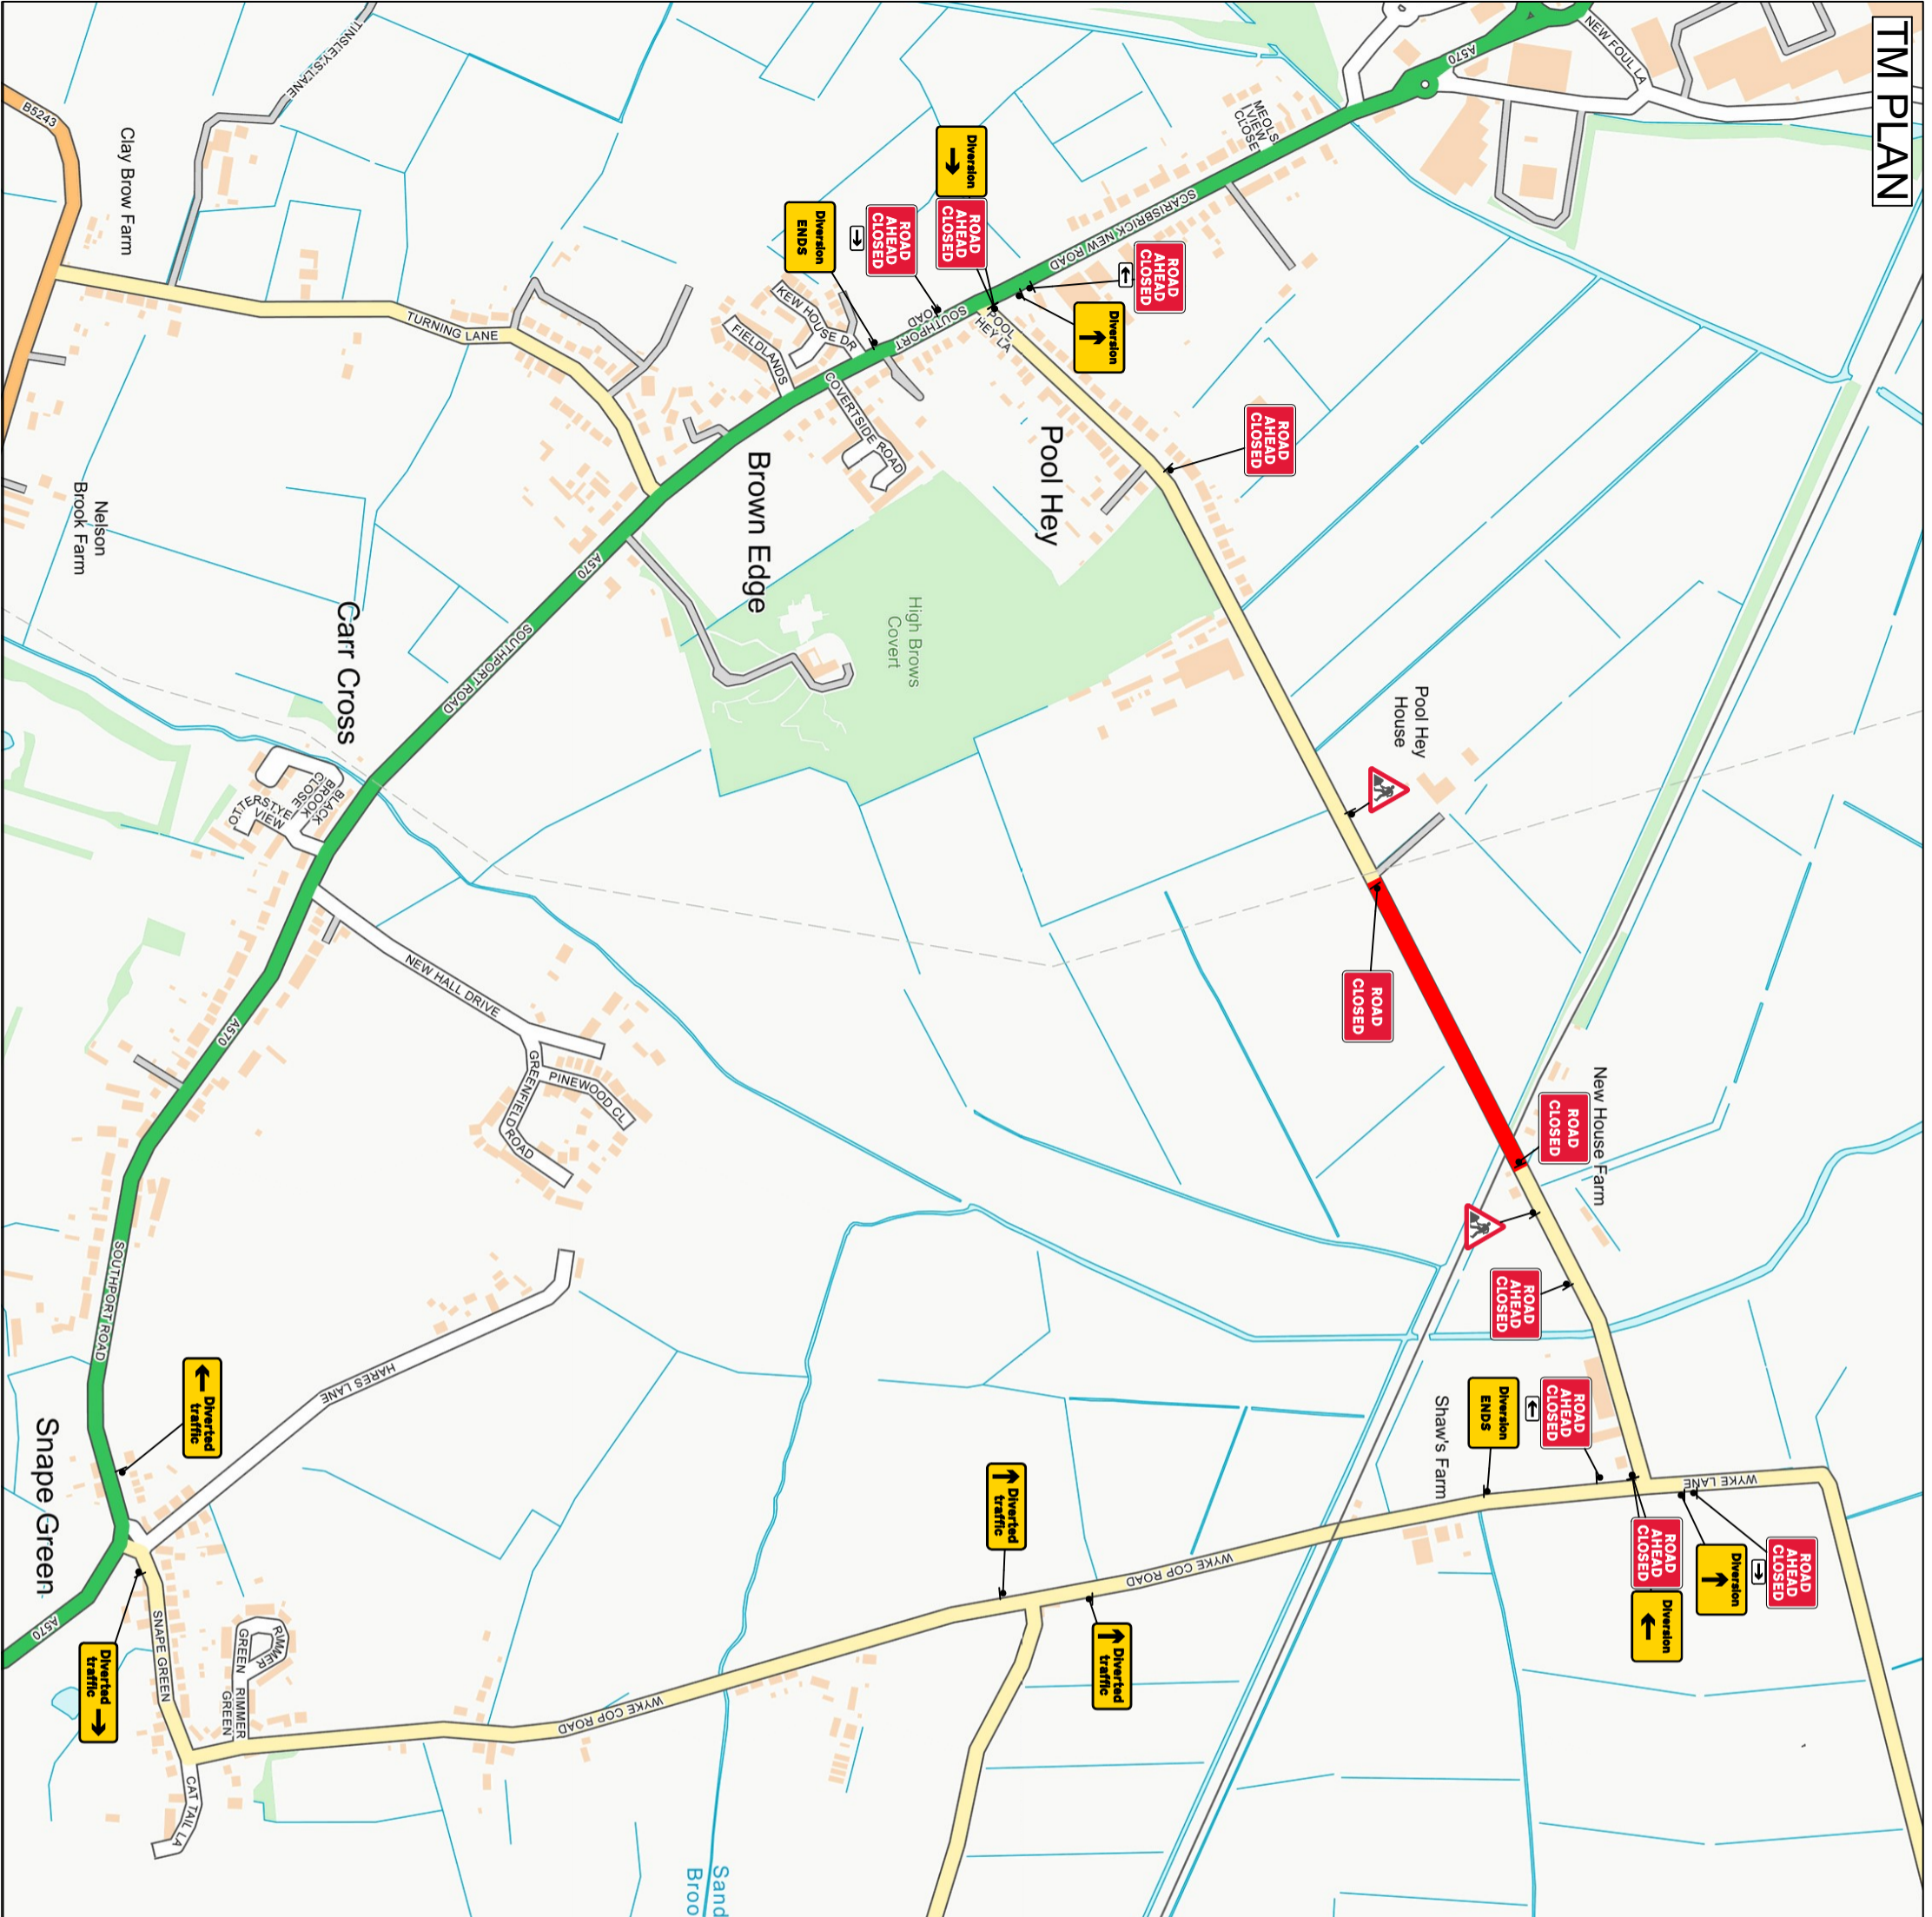 TM PLAN
ROAD
AHEAD
CLOSED
WYKE LANE
Diversion
ROAD
AHEAD
CLOSED
Diversion
NEW FOUL LA
New House Farm
ROAD
CLOSED
ROAD
AHEAD
CLOSED
ROAD
AHEAD
CLOSED
Diversion
ENDS
A570
Shaw's Farm
Pool Hey
House
ROAD
CLOSED
MEOLS
VIEW
CLOSE
ROAD
AHEAD
CLOSED
WYKE COP ROAD
SCARISBRICK NEW ROAD
ROAD
AHEAD
CLOSED
Diversion
Diverted
traffic
Pool Hey
POOL
HEY LA
Diverted
traffic
Diversion
ROAD
AHEAD
CLOSED
SOUTHPORT
ROAD
ROAD
AHEAD
CLOSED
High Brows
Covert
Diversion
ENDS
KEW HOUSE DR
COVERTSIDE ROAD
FIELDLANDS
Brown Edge
Sand
Broo
WYKE COP ROAD
A570
PINEWOOD CL
GREENFIELD
ROAD
SOUTHPORT ROAD
NEW HALL DRIVE
TURNING LANE
HARES LANE
TINSLEY'S LANE
Carr Cross
BLACK
BROOK
CLOSE
OTTERSTYE
VIEW
RIMMER
GREEN
RIMMER
GREEN
A570
Diverted
traffic
CAT TAIL LA
SNAPE GREEN
Clay Brow Farm
SOUTHPORT ROAD
Nelson
Brook Farm
Diverted
traffic
Snape Green
B5243
A570